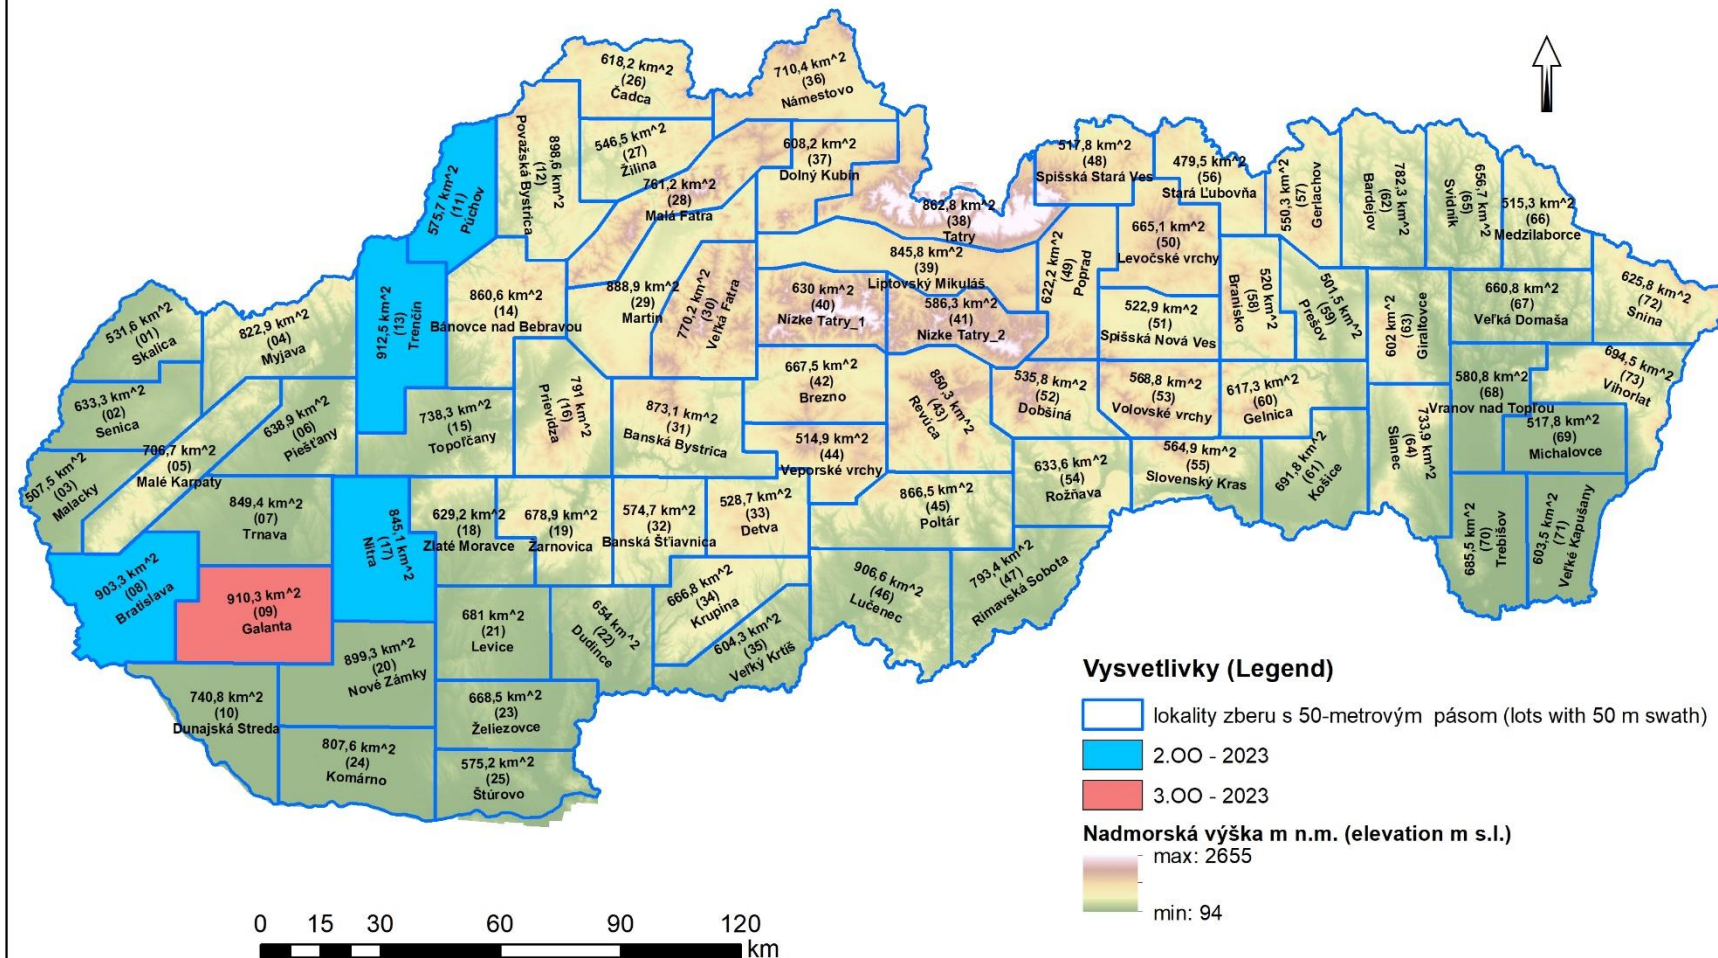 618,2 km^2
(26)
Čadca
710,4 km^2
(36)
Námestovo
898,6 km^2
(12)
Považská Bystrica
546,5 km^2
(27)
Žilina
608,2 km^2
(37)
Dolný Kubín
575,7 km^2
(11)
Púchov
761,2 km^2
(28)
Malá Fatra
862,8 km^2
(38)
Tatry
517,8 km^2
(48)
Spišská Stará Ves
479,5 km^2
(56)
Stará Ľubovňa
550,3 km^2
(57)
Gerlachov
782,3 km^2
(62)
Bardejov
656,7 km^2
(65)
Svidník
515,3 km^2
(66)
Medzilaborce
912,5 km^2
(13)
Trenčín
860,6 km^2
(14)
Bánovce nad Bebravou
888,9 km^2
(29)
Martin
770,2 km^2
(30)
Veľká Fatra
845,8 km^2
(39)
Liptovský Mikuláš
630 km^2
(40)
Nízke Tatry_1
586,3 km^2
(41)
Nízke Tatry_2
622,2 km^2
(49)
Poprad
665,1 km^2
(50)
Levočské vrchy
522,9 km^2
(51)
Spišská Nová Ves
520 km^2
(58)
Branisko
501,5 km^2
(59)
Prešov
602 km^2
(63)
Giraltovce
660,8 km^2
(67)
Veľká Domaša
625,8 km^2
(72)
Snina
531,6 km^2
(01)
Skalica
822,9 km^2
(04)
Myjava
633,3 km^2
(02)
Senica
638,9 km^2
(06)
Piešťany
738,3 km^2
(15)
Topoľčany
791 km^2
(16)
Prievidza
873,1 km^2
(31)
Banská Bystrica
667,5 km^2
(42)
Brezno
850,3 km^2
(43)
Revúca
535,8 km^2
(52)
Dobšiná
568,8 km^2
(53)
Volovské vrchy
617,3 km^2
(60)
Gelnica
733,9 km^2
(64)
Slanec
580,8 km^2
(68)
Vranov nad Topľou
694,5 km^2
(73)
Vihorlat
517,8 km^2
(69)
Michalovce
507,5 km^2
(03)
Malacky
706,7 km^2
(05)
Malé Karpaty
849,4 km^2
(07)
Trnava
845,1 km^2
(17)
Nitra
629,2 km^2
(18)
Zlaté Moravce
678,9 km^2
(19)
Žarnovica
574,7 km^2
(32)
Banská Štiavnica
528,7 km^2
(33)
Detva
514,9 km^2
(44)
Veporské vrchy
866,5 km^2
(45)
Poltár
633,6 km^2
(54)
Rožňava
564,9 km^2
(55)
Slovenský Kras
691,8 km^2
(61)
Košice
685,5 km^2
(70)
Trebišov
603,5 km^2
(71)
Veľké Kapušany
903,3 km^2
(08)
Bratislava
910,3 km^2
(09)
Galanta
899,3 km^2
(20)
Nové Zámky
681 km^2
(21)
Levice
654 km^2
(22)
Dudince
666,8 km^2
(34)
Krupina
604,3 km^2
(35)
Veľký Krtíš
906,6 km^2
(46)
Lučenec
793,4 km^2
(47)
Rimavská Sobota
740,8 km^2
(10)
Dunajská Streda
668,5 km^2
(23)
Želiezovce
807,6 km^2
(24)
Komárno
575,2 km^2
(25)
Štúrovo
Vysvetlivky (Legend)
lokality zberu s 50-metrovým pásom (lots with 50 m swath)
2.OO - 2023
3.OO - 2023
Nadmorská výška m n.m. (elevation m s.l.)
max: 2655
min: 94
0 15 30 60 90 120
km